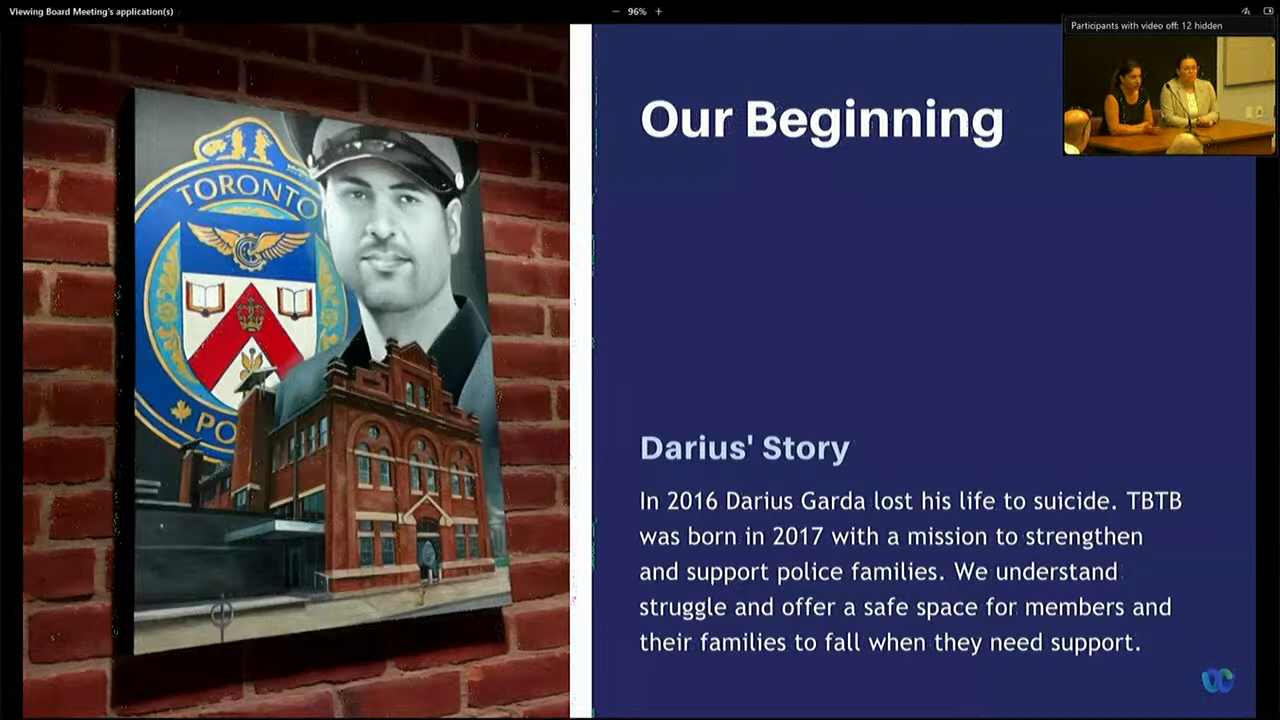 Viewing Board Meeting's application(s)
− 96% +
Participants with video off: 12 hidden
TORONTO
PO
Our Beginning
Darius' Story
In 2016 Darius Garda lost his life to suicide. TBTB
was born in 2017 with a mission to strengthen
and support police families. We understand
struggle and offer a safe space for members and
their families to fall when they need support.